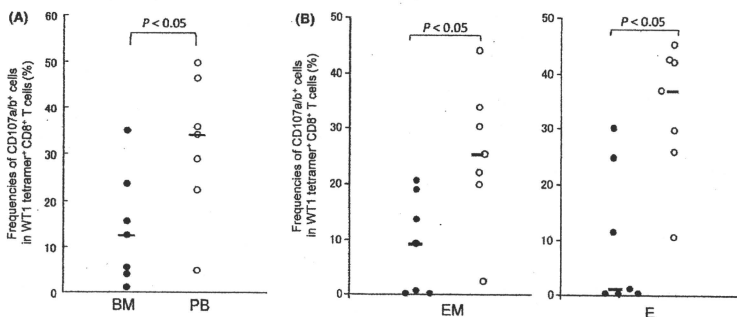 (A)
P < 0.05
Frequencies of CD107a/b+ cells
in WT1 tetramer+ CD8+ T cells (%)
60
50
40
30
20
10
0
BM PB
(B)
P < 0.05
Frequencies of CD107a/b+ cells
in WT1 tetramer+ CD8+ T cells (%)
50
40
30
20
10
0
EM
P < 0.05
50
40
30
20
10
0
E